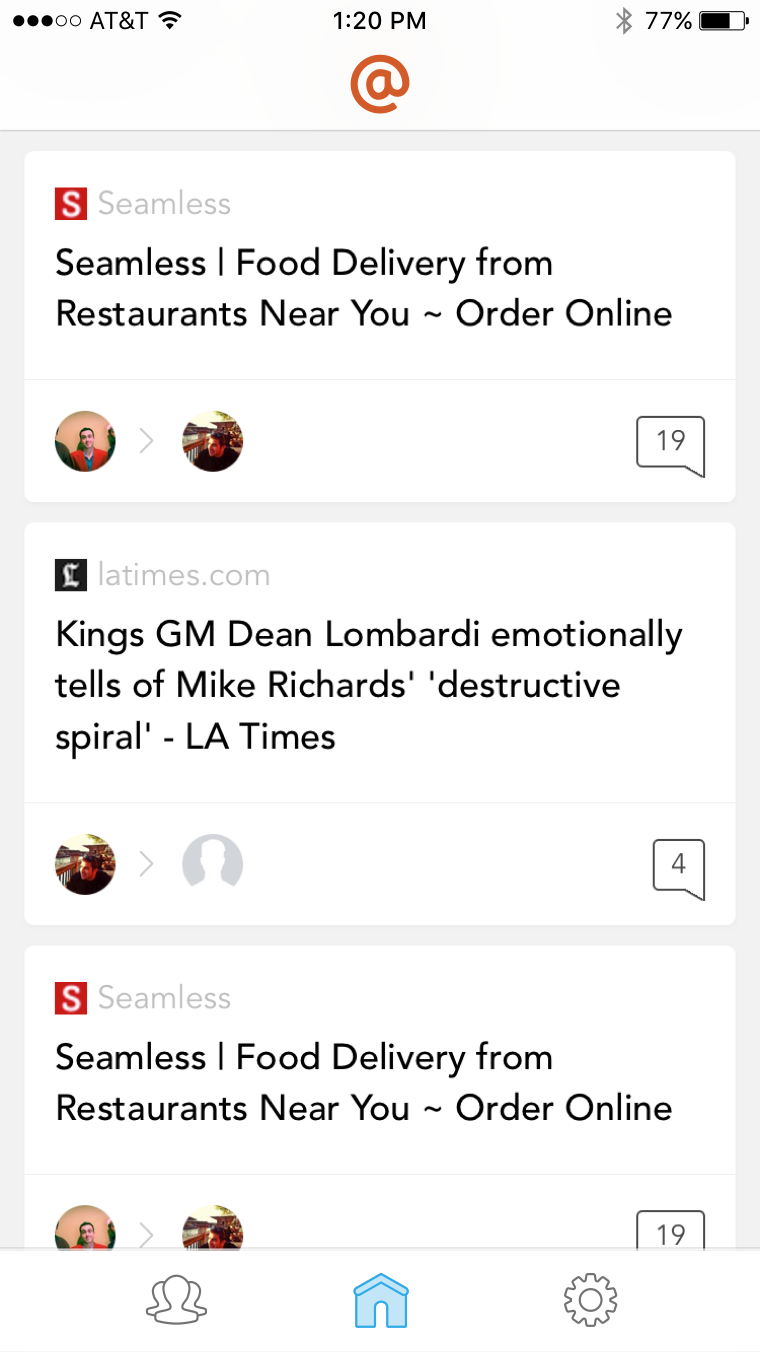 AT&T 1:20 PM 77%
@
S Seamless
Seamless | Food Delivery from
Restaurants Near You ~ Order Online
19
L latimes.com
Kings GM Dean Lombardi emotionally
tells of Mike Richards' 'destructive
spiral' - LA Times
4
S Seamless
Seamless | Food Delivery from
Restaurants Near You ~ Order Online
19